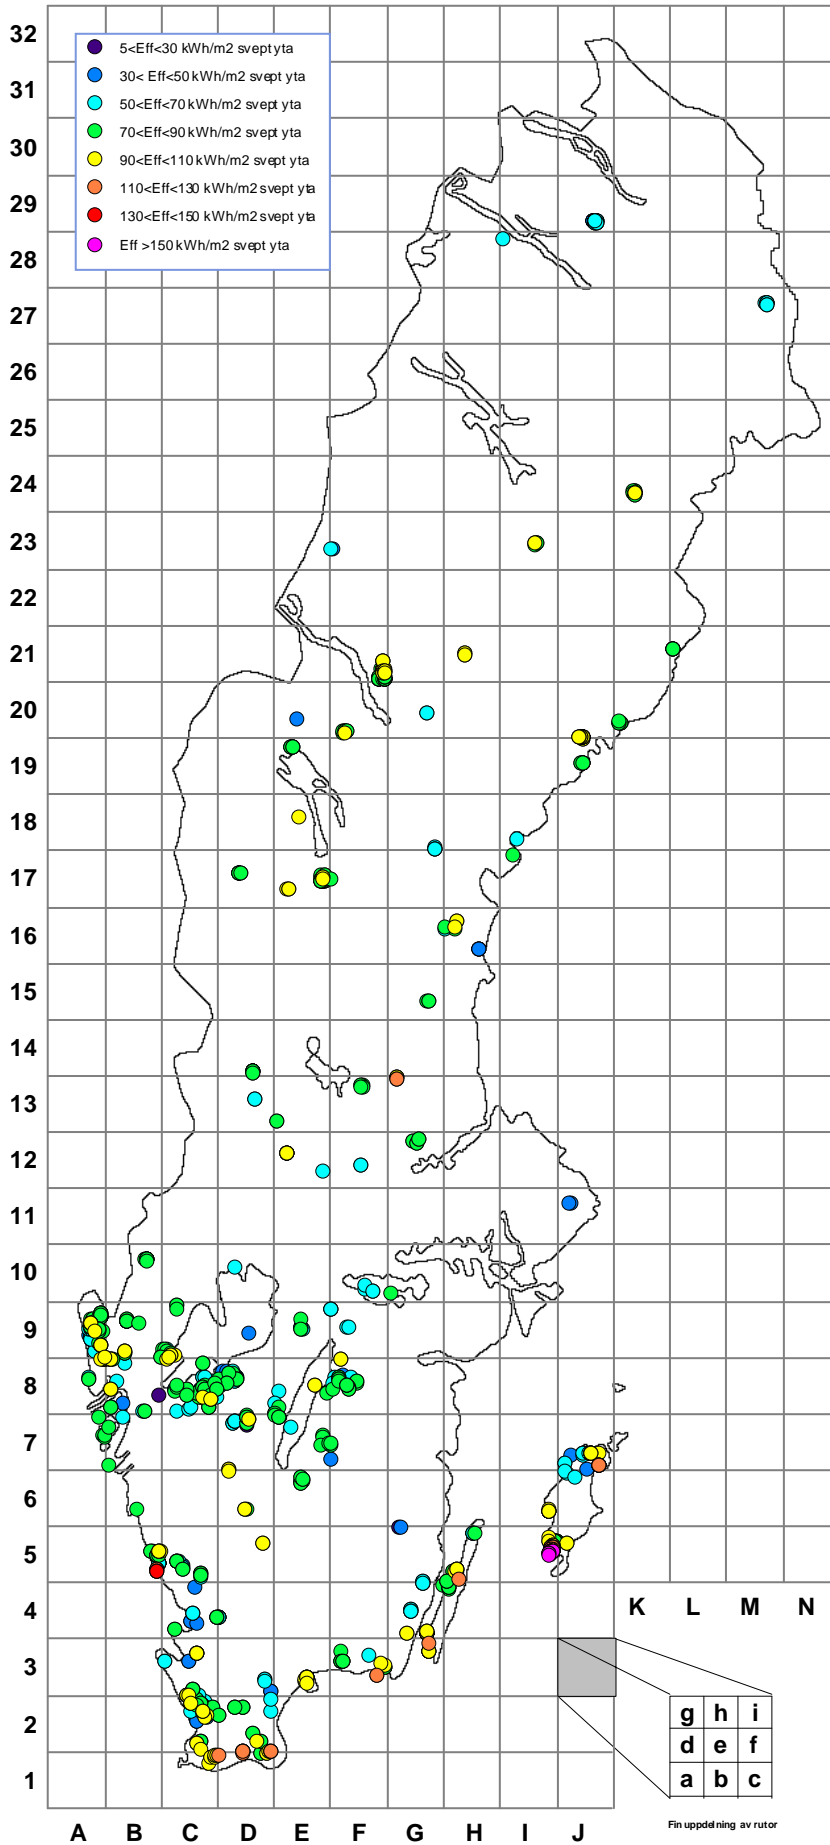 32
5<Eff<30 kWh/m2 svept yta
30< Eff<50 kWh/m2 svept yta
31
50<Eff<70 kWh/m2 svept yta
70<Eff<90 kWh/m2 svept yta
30
90<Eff<110 kWh/m2 svept yta
110<Eff<130 kWh/m2 svept yta
29
130<Eff<150 kWh/m2 svept yta
Eff >150 kWh/m2 svept yta
28
27
26
25
24
23
22
21
20
19
18
17
16
15
14
13
12
11
10
9
8
7
6
5
4
K L M N
3
g h i
2
d e f
a b c
1
Fin uppdelning av rutor
A B C D E F G H I J